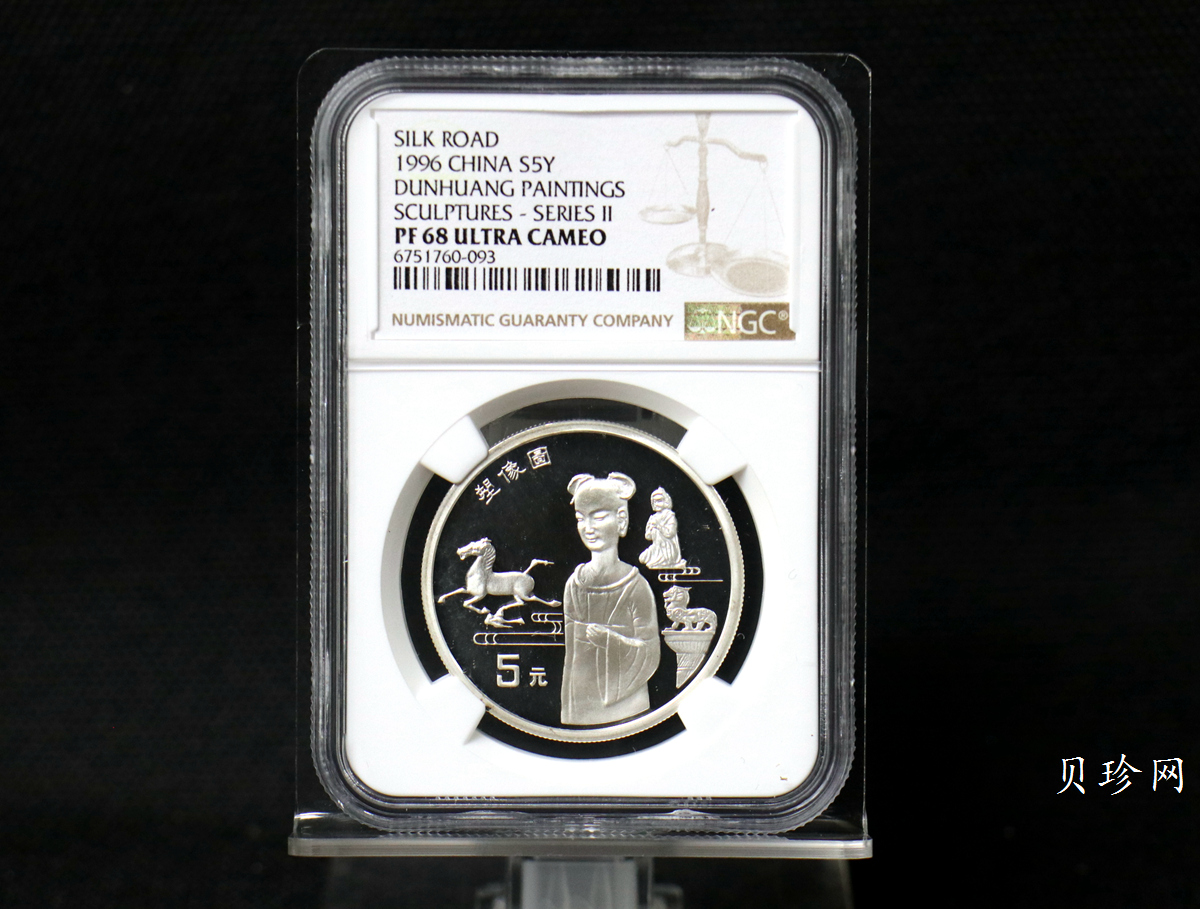 SILK ROAD
1996 CHINA S5Y
DUNHUANG PAINTINGS
SCULPTURES - SERIES II
PF 68 ULTRA CAMEO
6751760-093
NUMISMATIC GUARANTY COMPANY
NGC®
塑像圖
5元
贝珍网